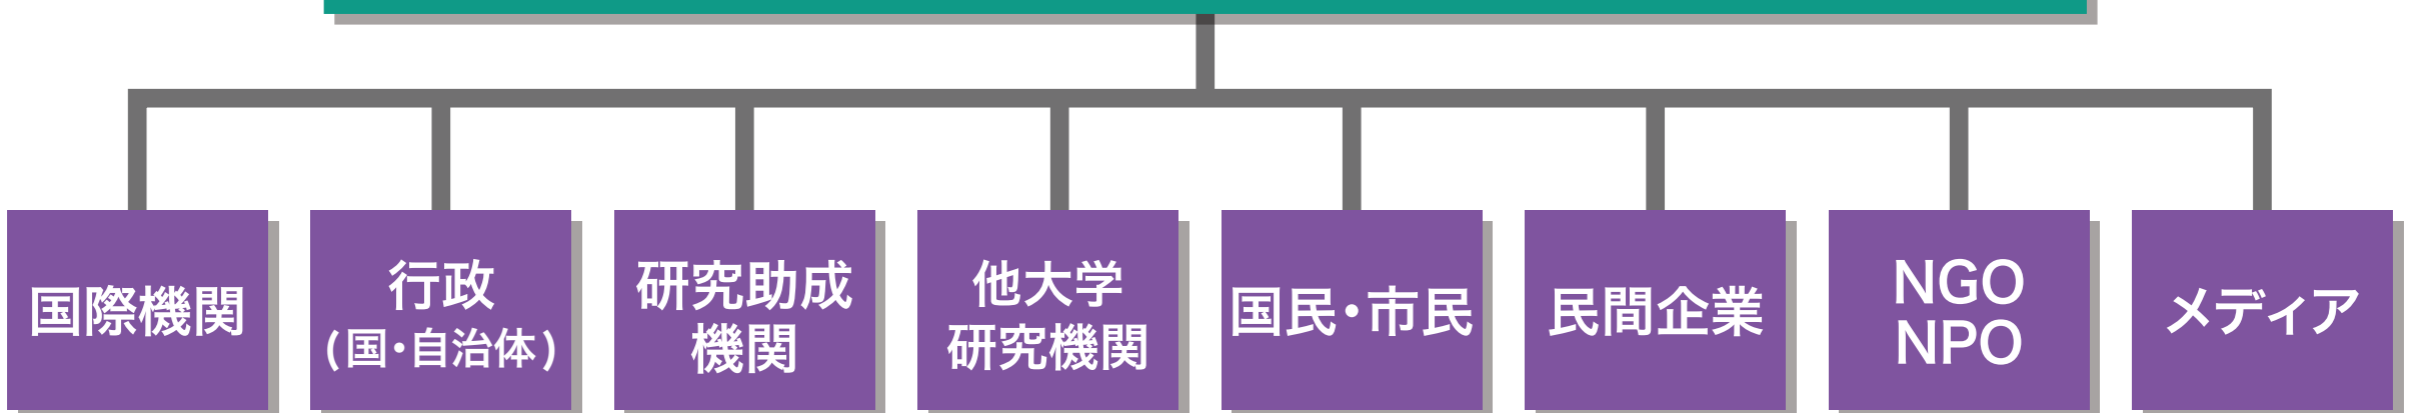 国際機関
行政
(国・自治体)
研究助成
機関
他大学
研究機関
国民・市民
民間企業
NGO
NPO
メディア